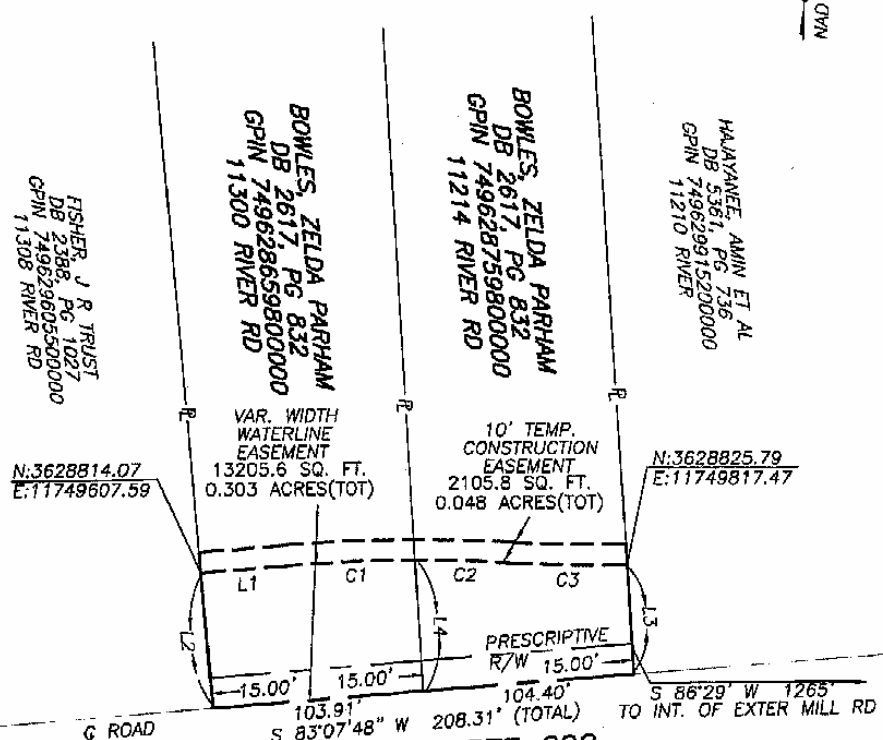 NAD
FISHER, J R TRUST
DB 2388, PG 1027
GPIN 749629605500000
11308 RIVER RD
BOWLES, ZELDA PARHAM
DB 2617, PG 832
GPIN 749628659800000
11300 RIVER RD
BOWLES, ZELDA PARHAM
DB 2617, PG 832
GPIN 749628759800000
11214 RIVER RD
HAJAYANEE, AMIN ET AL
DB 5361, PG 736
GPIN 749629915200000
11210 RIVER
PL
PL
PL
VAR. WIDTH
WATERLINE
EASEMENT
13205.6 SQ. FT.
0.303 ACRES(TOT)
10' TEMP.
CONSTRUCTION
EASEMENT
2105.8 SQ. FT.
0.048 ACRES(TOT)
N:3628814.07
E:11749607.59
N:3628825.79
E:11749817.47
L1
C1
C2
C3
L2
L4
L3
PRESCRIPTIVE
R/W 15.00'
15.00'
15.00'
103.91'
104.40'
S 83°07'48" W 208.31' (TOTAL)
S 86°29' W 1265'
TO INT. OF EXTER MILL RD
℄ ROAD